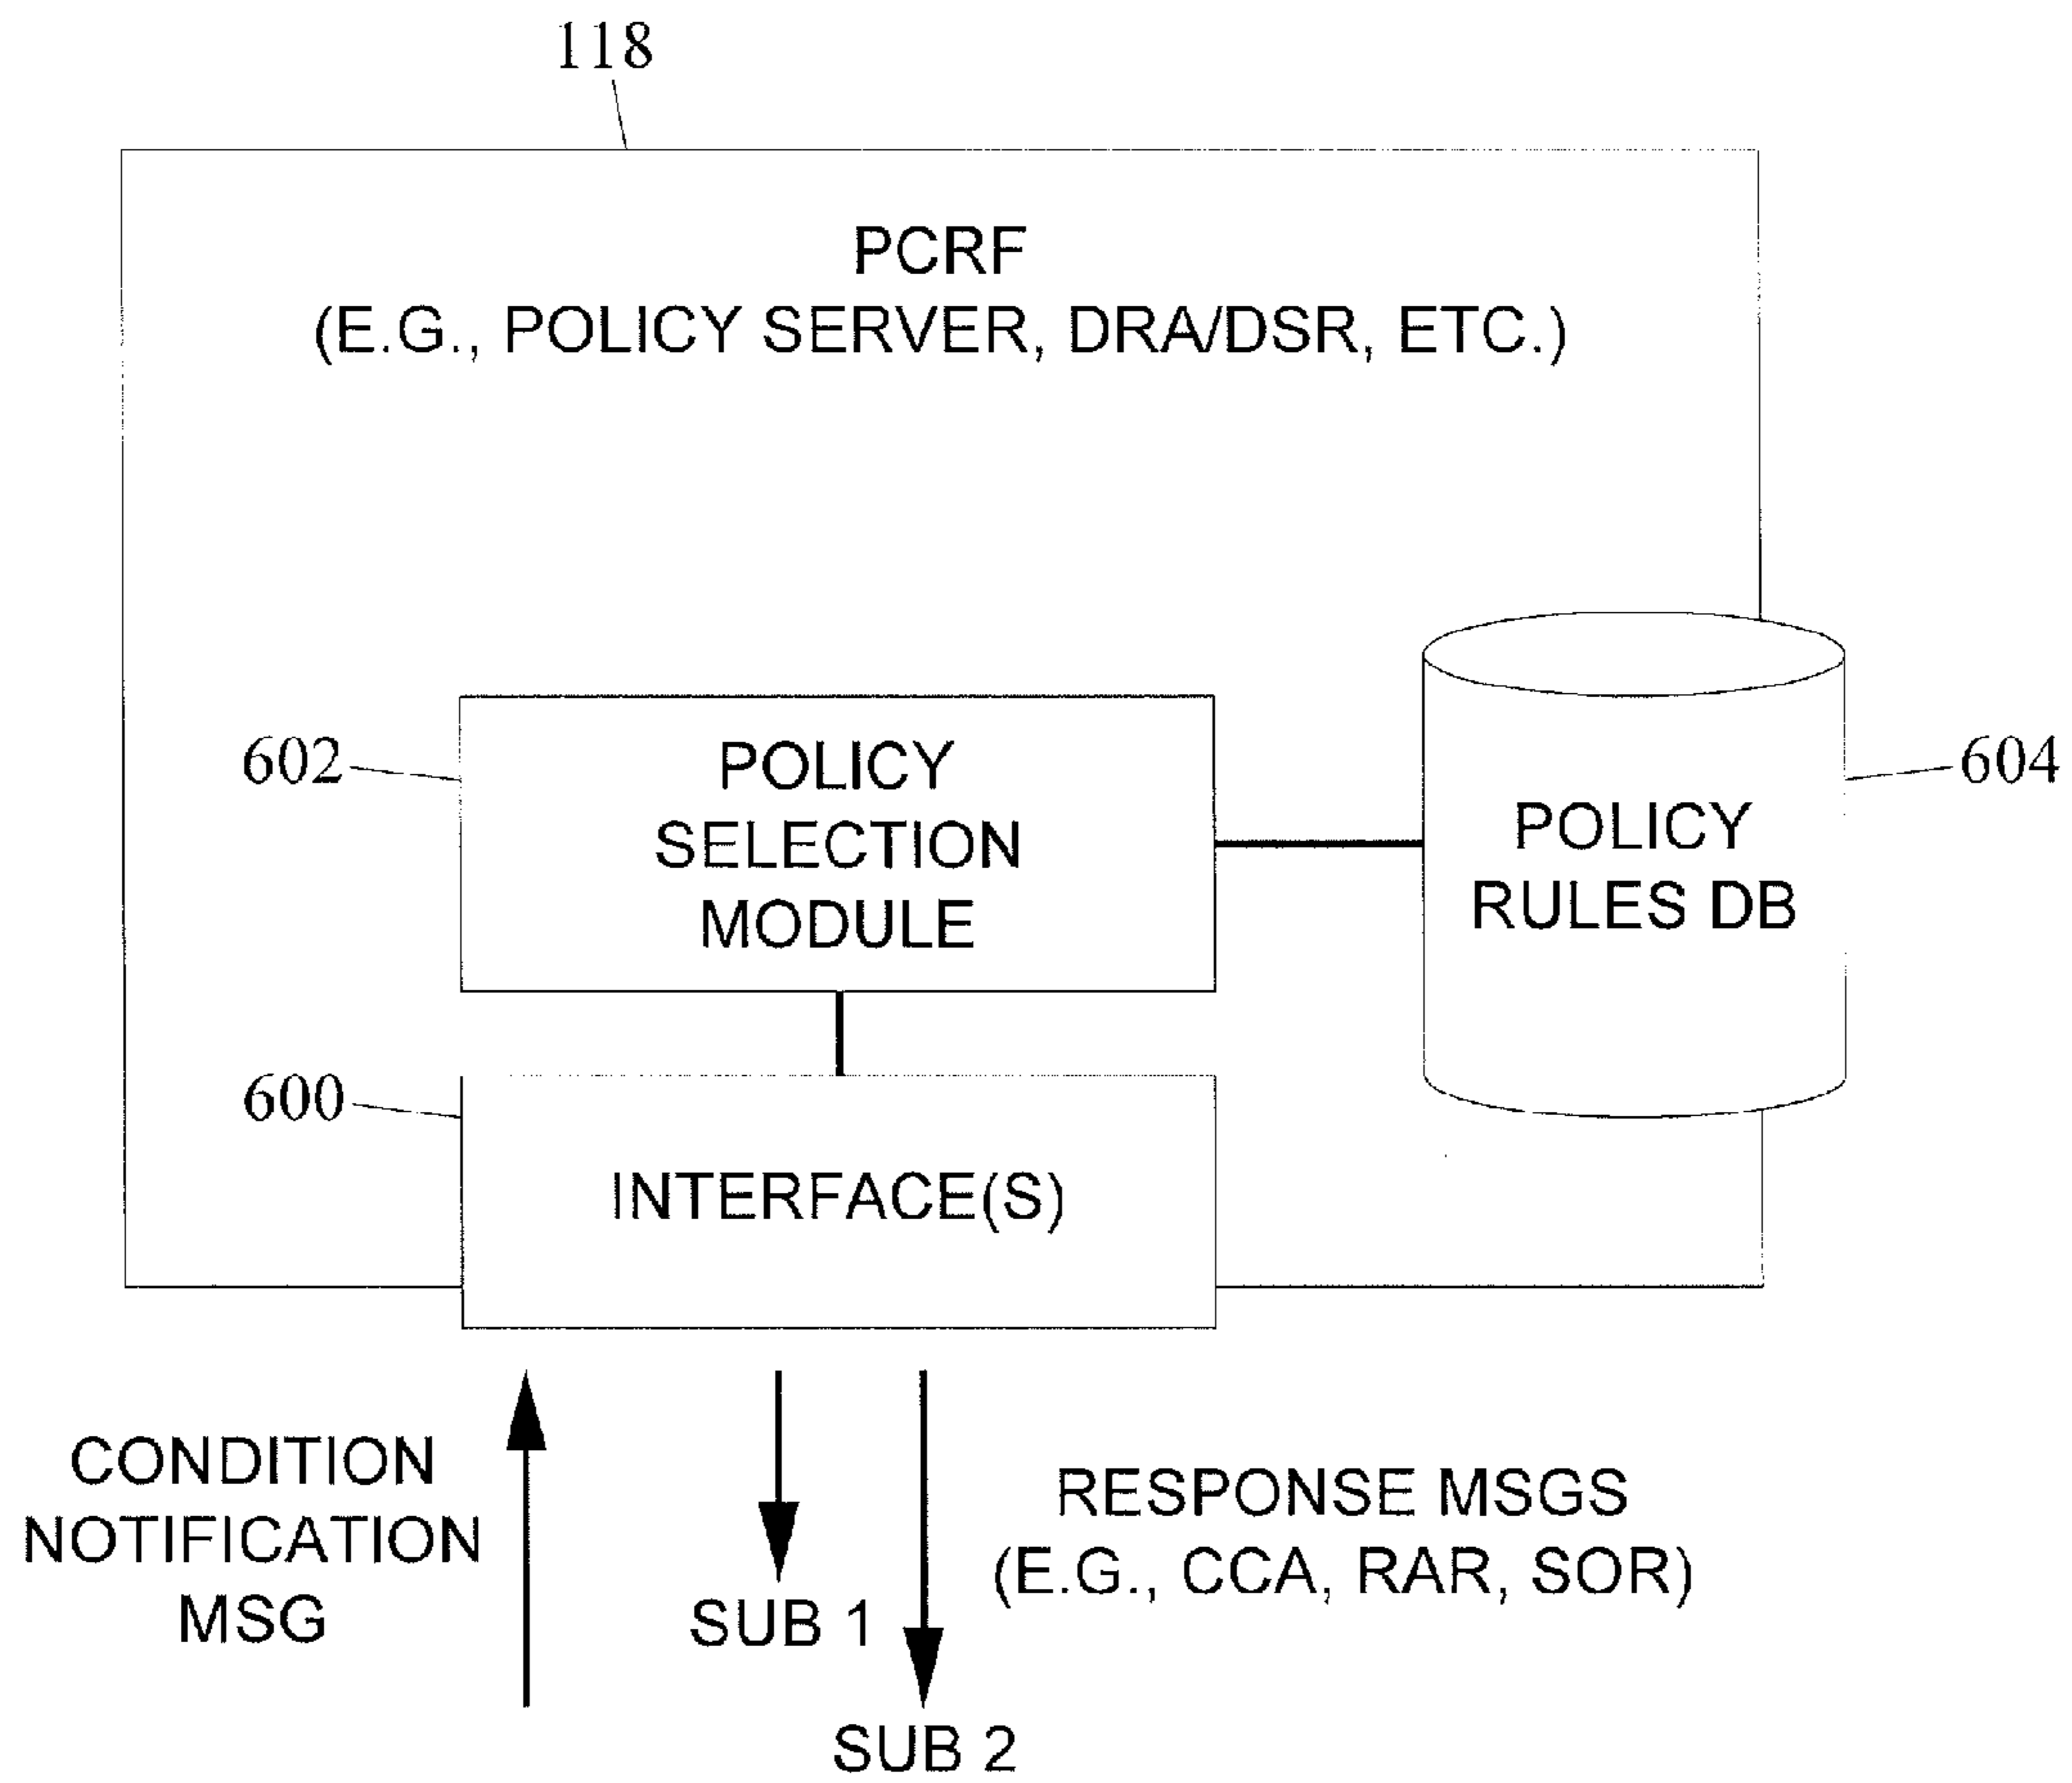 118
PCRF
(E.G., POLICY SERVER, DRA/DSR, ETC.)
602
POLICY
SELECTION
MODULE
604
POLICY
RULES DB
600
INTERFACE(S)
CONDITION
NOTIFICATION
MSG
SUB 1
SUB 2
RESPONSE MSGS
(E.G., CCA, RAR, SOR)